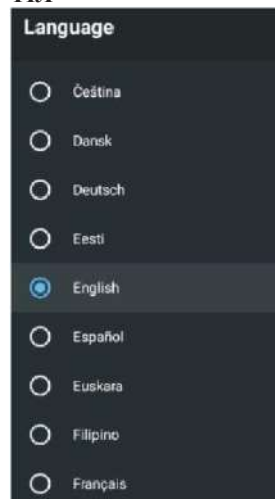 Language
Čeština
Dansk
Deutsch
Eesti
English
Español
Euskara
Filipino
Français